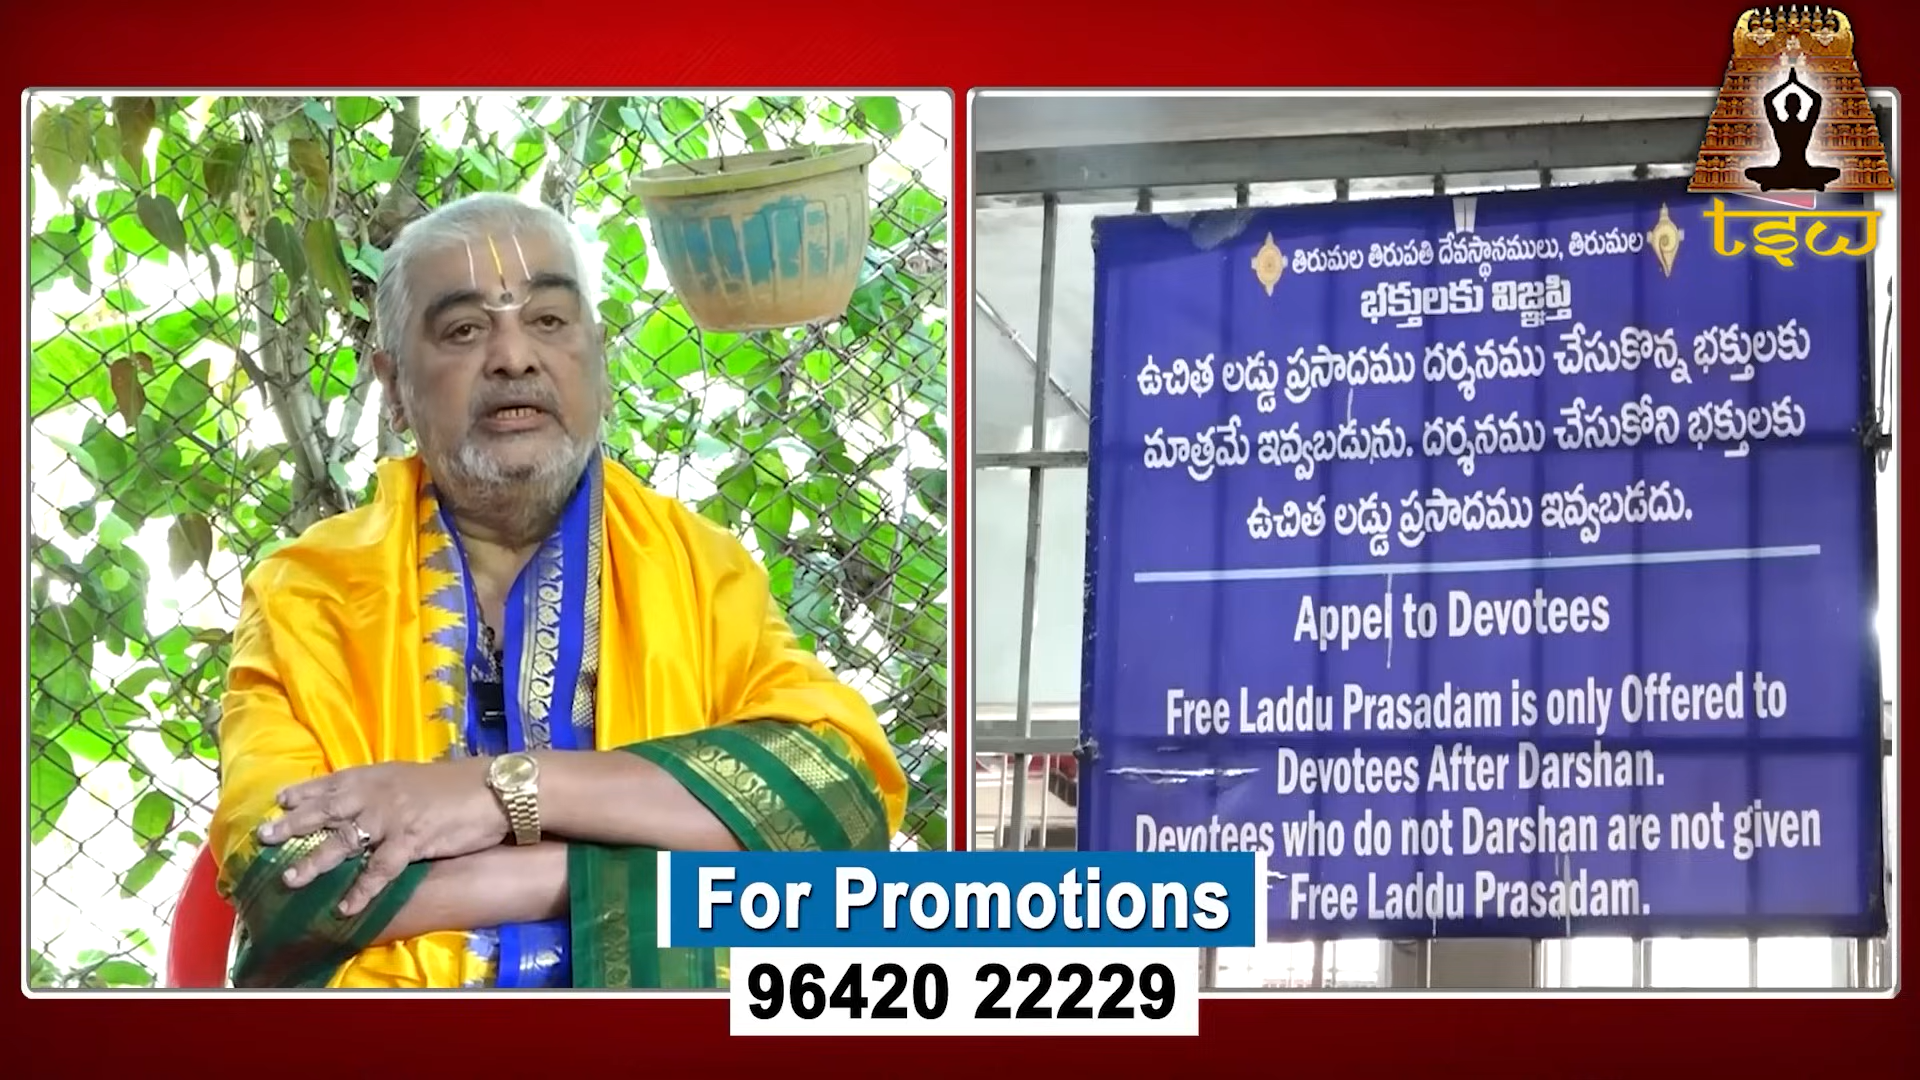 తిరుమల తిరుపతి దేవస్థానములు, తిరుమల
భక్తులకు విజ్ఞప్తి
ఉచిత లడ్డు ప్రసాదము దర్శనము చేసుకొన్న భక్తులకు
మాత్రమే ఇవ్వబడును. దర్శనము చేసుకోని భక్తులకు
ఉచిత లడ్డు ప్రసాదము ఇవ్వబడదు.
Appel to Devotees
Free Laddu Prasadam is only Offered to
Devotees After Darshan.
Devotees who do not Darshan are not given
Free Laddu Prasadam.
tsw
For Promotions
96420 22229